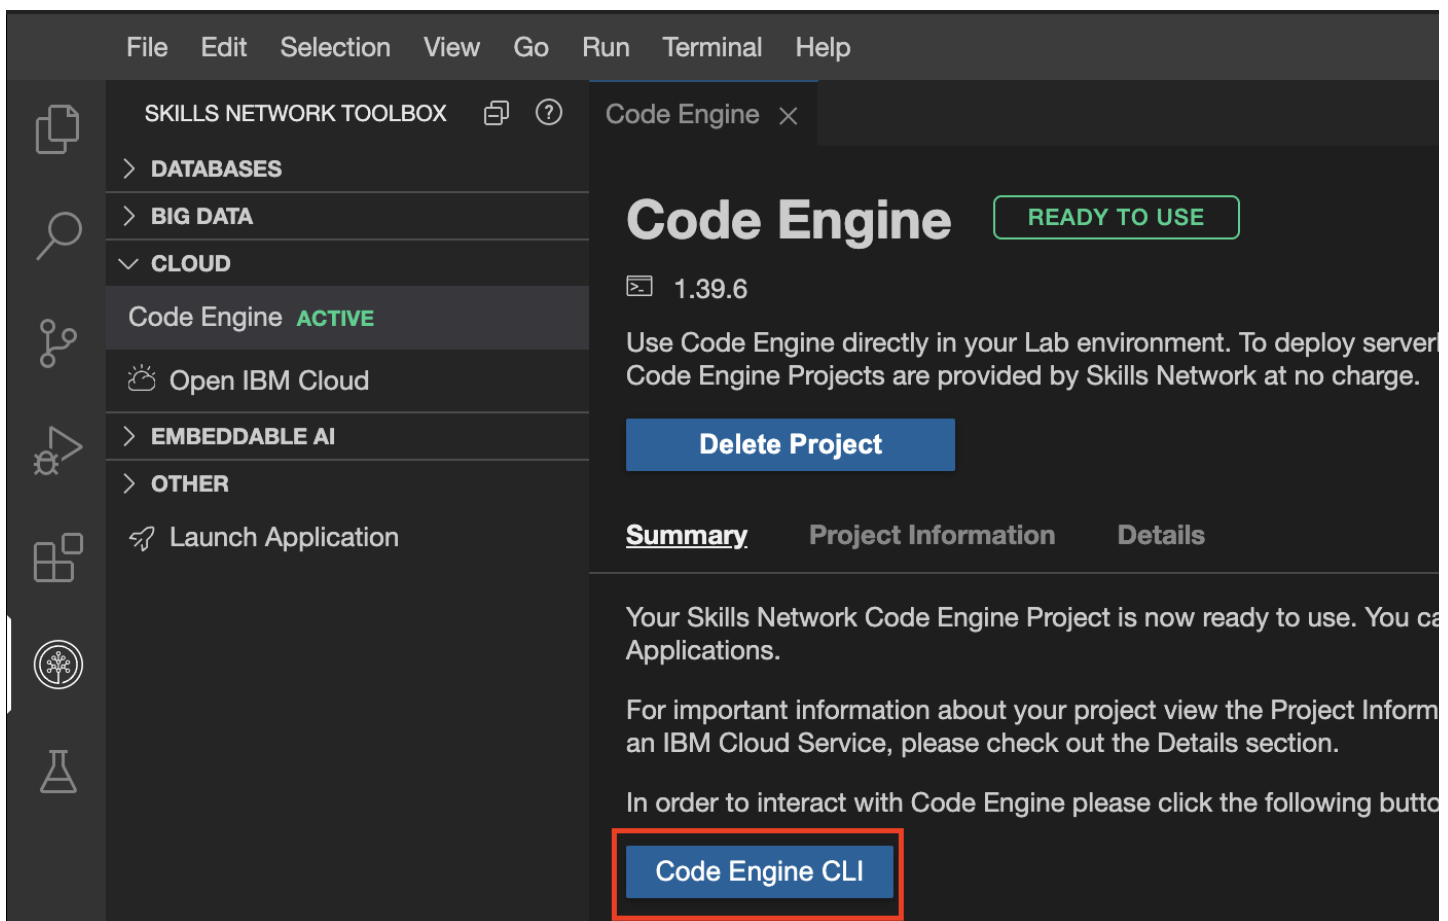 File Edit Selection View Go Run Terminal Help
SKILLS NETWORK TOOLBOX
DATABASES
BIG DATA
CLOUD
Code Engine ACTIVE
Open IBM Cloud
EMBEDDABLE AI
OTHER
Launch Application
Code Engine
Code Engine READY TO USE
1.39.6
Use Code Engine directly in your Lab environment. To deploy
Code Engine Projects are provided by Skills Network at no charge.
Delete Project
Summary Project Information Details
Your Skills Network Code Engine Project is now ready to use. You
Applications.
For important information about your project view the Project
an IBM Cloud Service, please check out the Details section.
In order to interact with Code Engine please click the following
Code Engine CLI